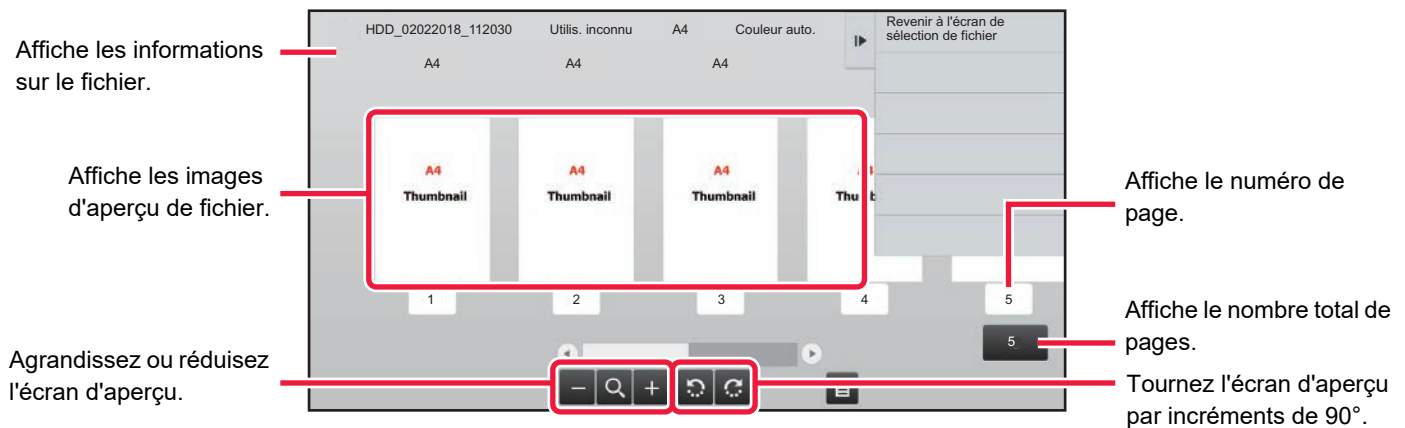 HDD_02022018_112030 Utilis. inconnu A4 Couleur auto.
Revenir à l'écran de
sélection de fichier
A4 A4 A4
Affiche les informations
sur le fichier.
Affiche les images
d'aperçu de fichier.
A4 A4 A4
Thumbnail Thumbnail Thumbnail
Affiche le numéro de
page.
1 2 3 4 5
Affiche le nombre total de
pages.
5
Agrandissez ou réduisez
l'écran d'aperçu.
Tournez l'écran d'aperçu
par incréments de 90°.